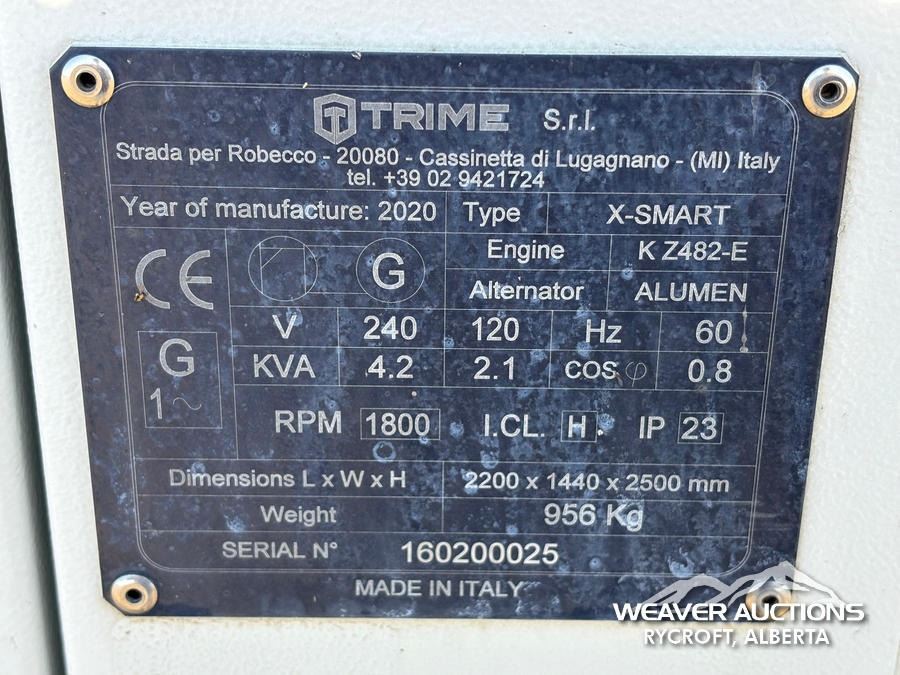 TRIME S.r.l.
Strada per Robecco - 20080 - Cassinetta di Lugagnano - (MI) Italy
tel. +39 02 9421724
Year of manufacture: 2020 Type X-SMART
Engine K Z482-E
Alternator ALUMEN
CE
G
V 240 120 Hz 60
KVA 4.2 2.1 COS φ 0.8
G
1~
RPM 1800 I.CL. H. IP 23
Dimensions L x W x H 2200 x 1440 x 2500 mm
Weight 956 Kg
SERIAL N° 160200025
MADE IN ITALY
WEAVER AUCTIONS
RYCROFT, ALBERTA